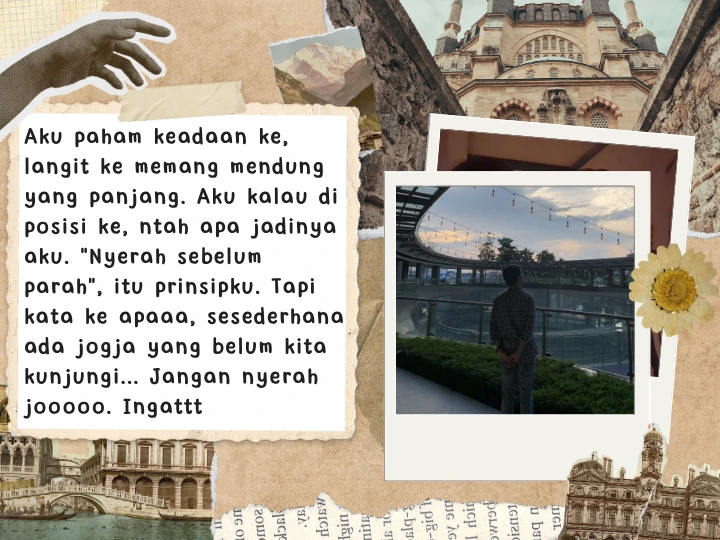 Aku paham keadaan ke,
langit ke memang mendung
yang panjang. Aku kalau di
posisi ke, ntah apa jadinya
aku. "Nyerah sebelum
parah", itu prinsipku. Tapi
kata ke apaaa, sesederhana
ada jogja yang belum kita
kunjungi... Jangan nyerah
jooooo. Ingattt